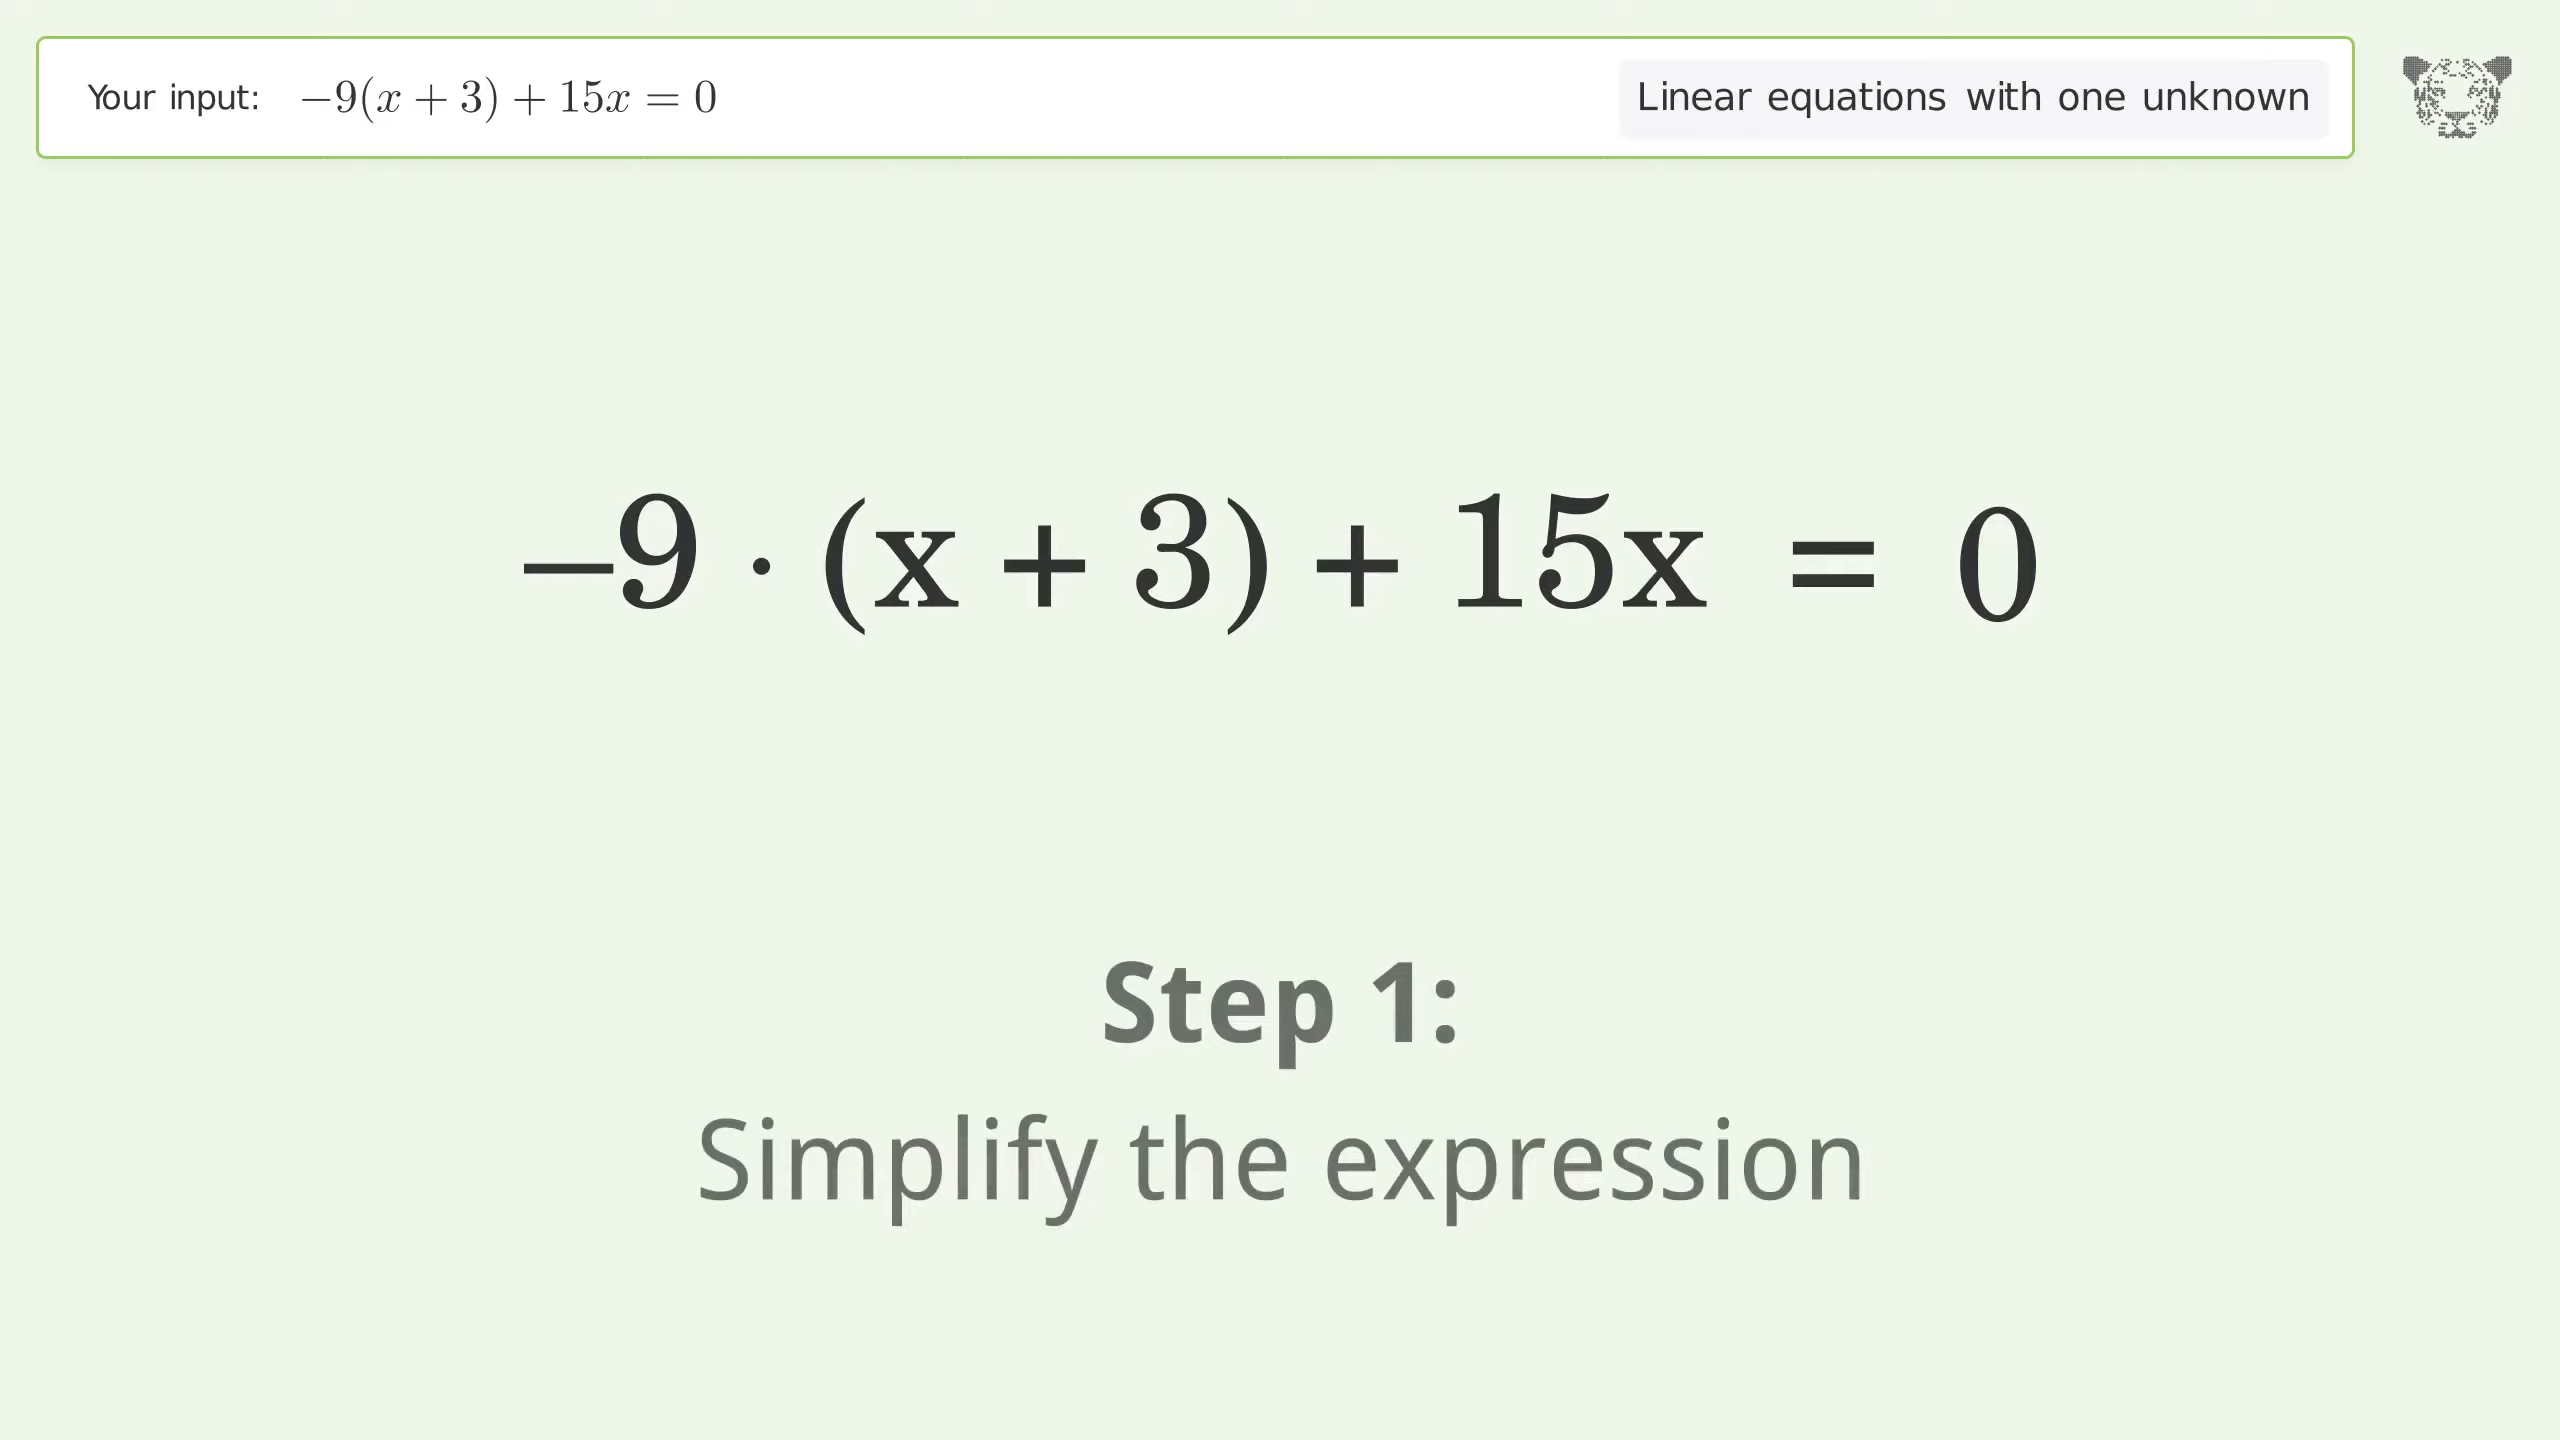 Your input: −9(x + 3) + 15x = 0
Linear equations with one unknown
−9 · (x + 3) + 15x = 0
Step 1:
Simplify the expression